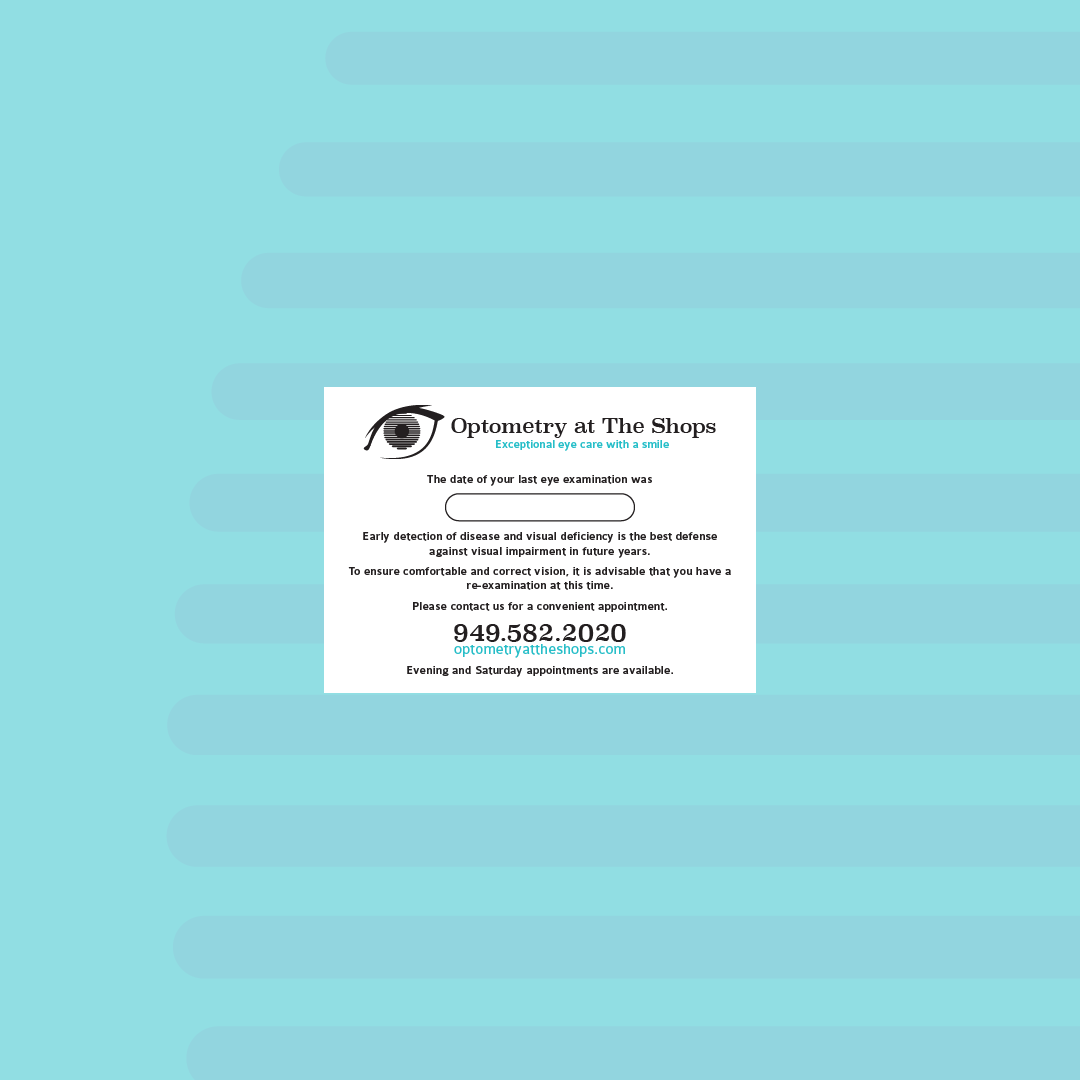 Optometry at The Shops
Exceptional eye care with a smile
The date of your last eye examination was
Early detection of disease and visual deficiency is the best defense
against visual impairment in future years.
To ensure comfortable and correct vision, it is advisable that you have a
re-examination at this time.
Please contact us for a convenient appointment.
949.582.2020
optometryattheshops.com
Evening and Saturday appointments are available.